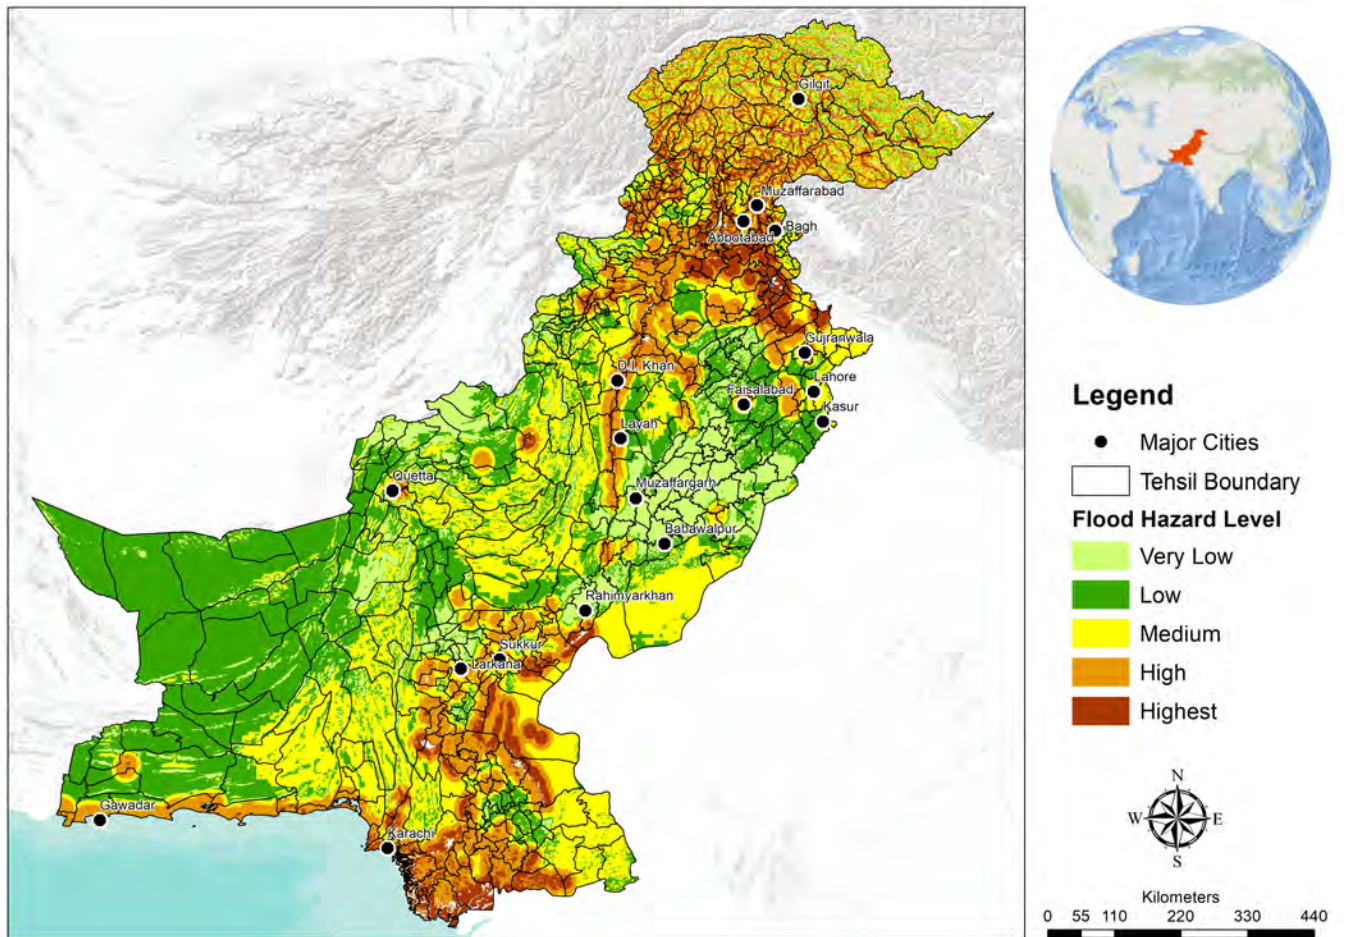 Gilgit
Muzaffarabad
Bagh
Abbotabad
Gujranwala
D.I. Khan
Lahore
Faisalabad
Kasur
Layah
Quetta
Muzaffargarh
Babawalpur
Rahimyarkhan
Sukkur
Larkana
Gawadar
Karachi
Legend
Major Cities
Tehsil Boundary
Flood Hazard Level
Very Low
Low
Medium
High
Highest
N
W E
S
Kilometers
0 55 110 220 330 440